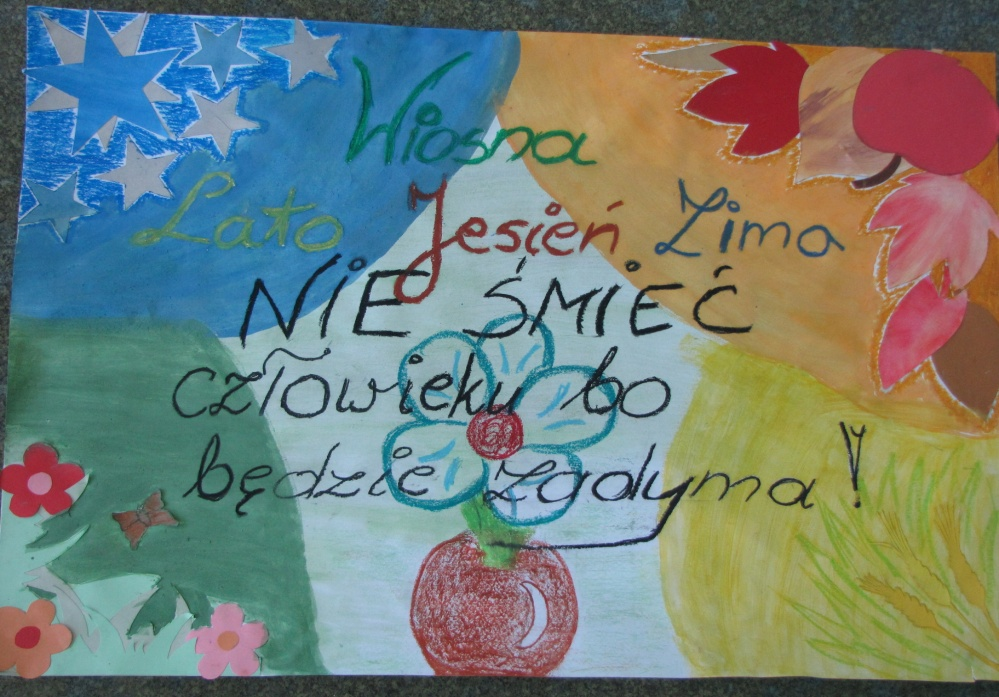 Wiosna
Lato Jesień Zima
NIE ŚMIEĆ
człowieku bo
będzie zadyma!